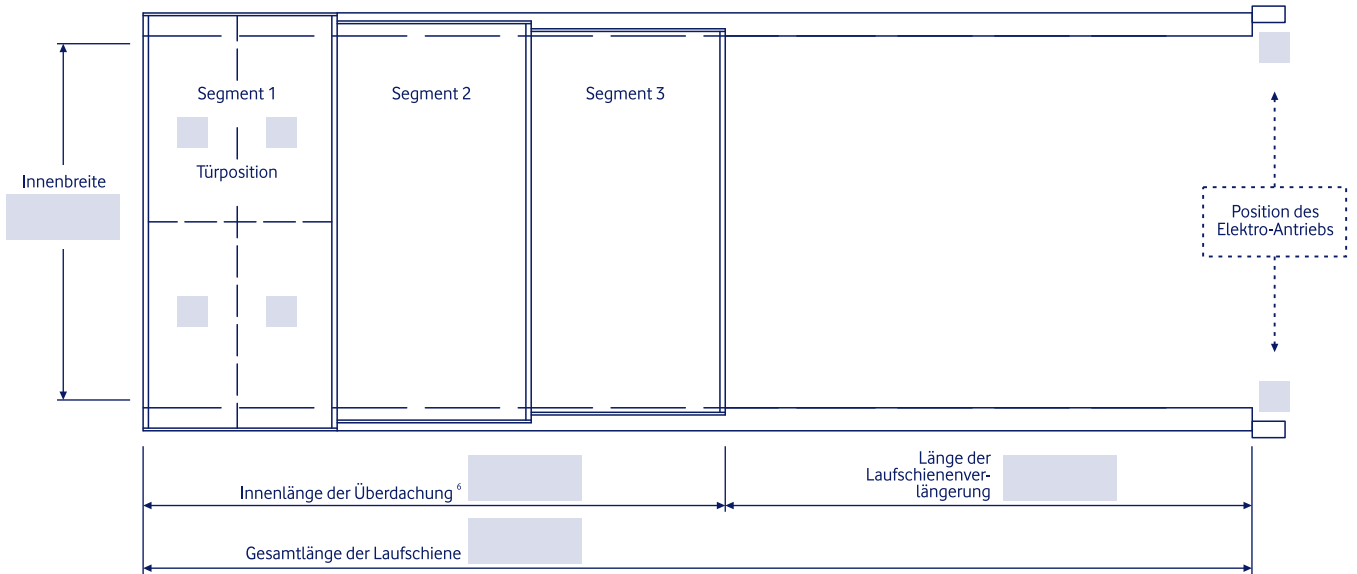 Segment 1
Segment 2
Segment 3
Türposition
Innenbreite
Position des
Elektro-Antriebs
Innenlänge der Überdachung ⁶
Länge der
Laufschienenver-
längerung
Gesamtlänge der Laufschiene